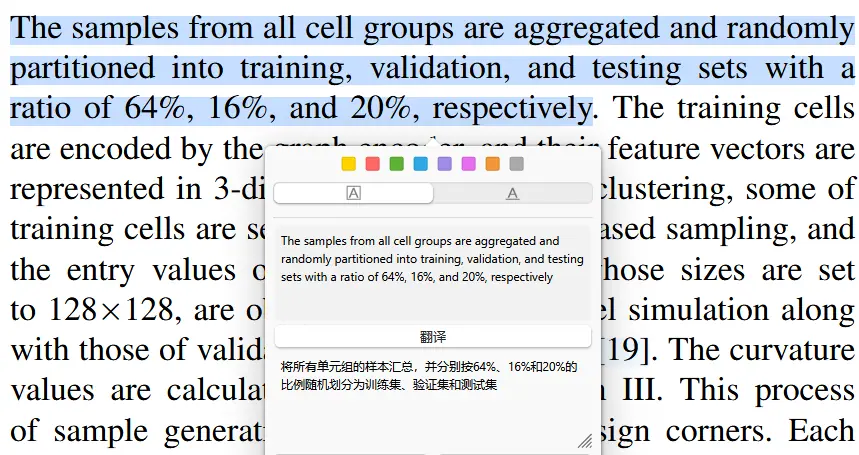 The samples from all cell groups are aggregated and randomly
partitioned into training, validation, and testing sets with a
ratio of 64%, 16%, and 20%, respectively. The training cells
are encoded by the graph encoder, and their feature vectors are
represented in 3-di clustering, some of
training cells are se ased sampling, and
the entry values o hose sizes are set
to 128×128, are ob el simulation along
with those of valida [19]. The curvature
values are calculat n III. This process
of sample generati sign corners. Each
A
A
The samples from all cell groups are aggregated and
randomly partitioned into training, validation, and testing
sets with a ratio of 64%, 16%, and 20%, respectively
翻译
将所有单元组的样本汇总，并分别按64%、16%和20%的
比例随机划分为训练集、验证集和测试集